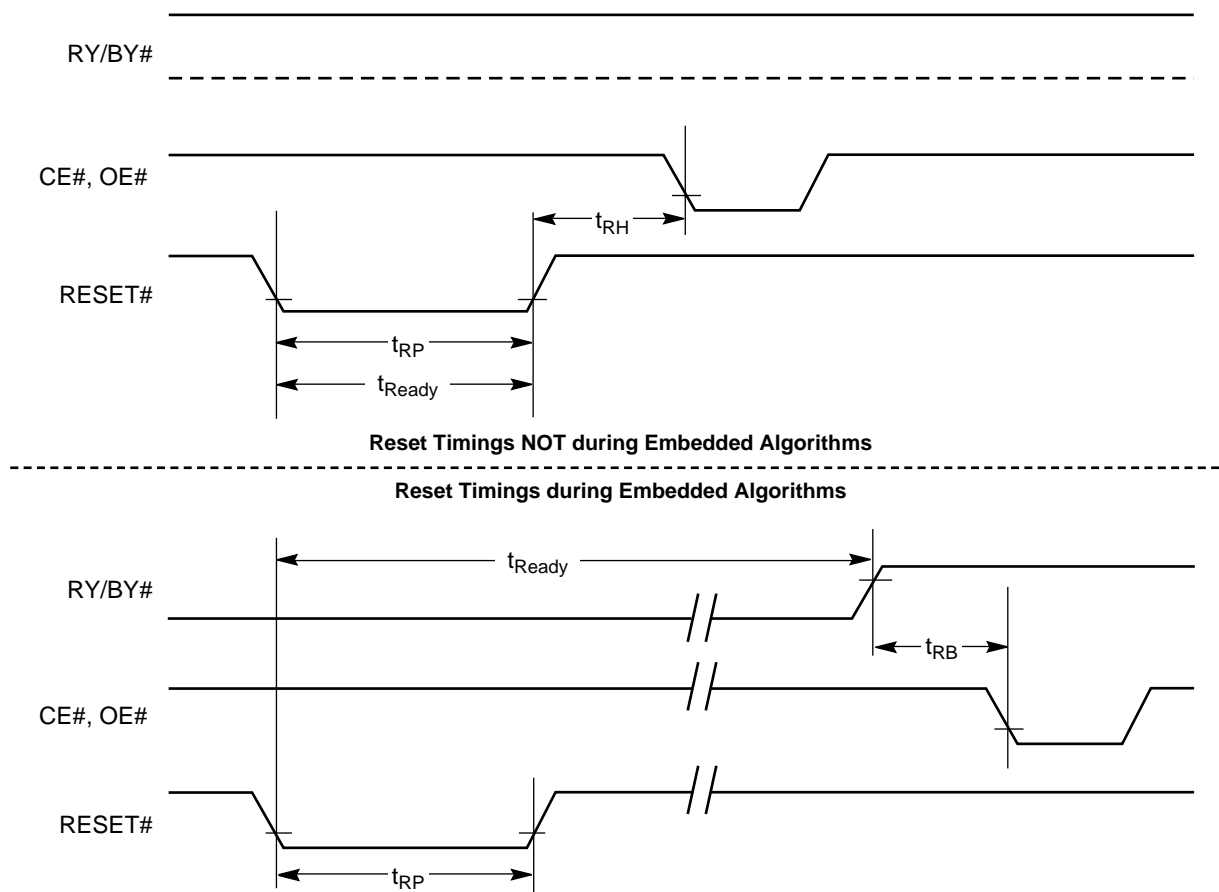 RY/BY#
CE#, OE#
tRH
RESET#
tRP
tReady
Reset Timings NOT during Embedded Algorithms
Reset Timings during Embedded Algorithms
tReady
RY/BY#
tRB
CE#, OE#
RESET#
tRP